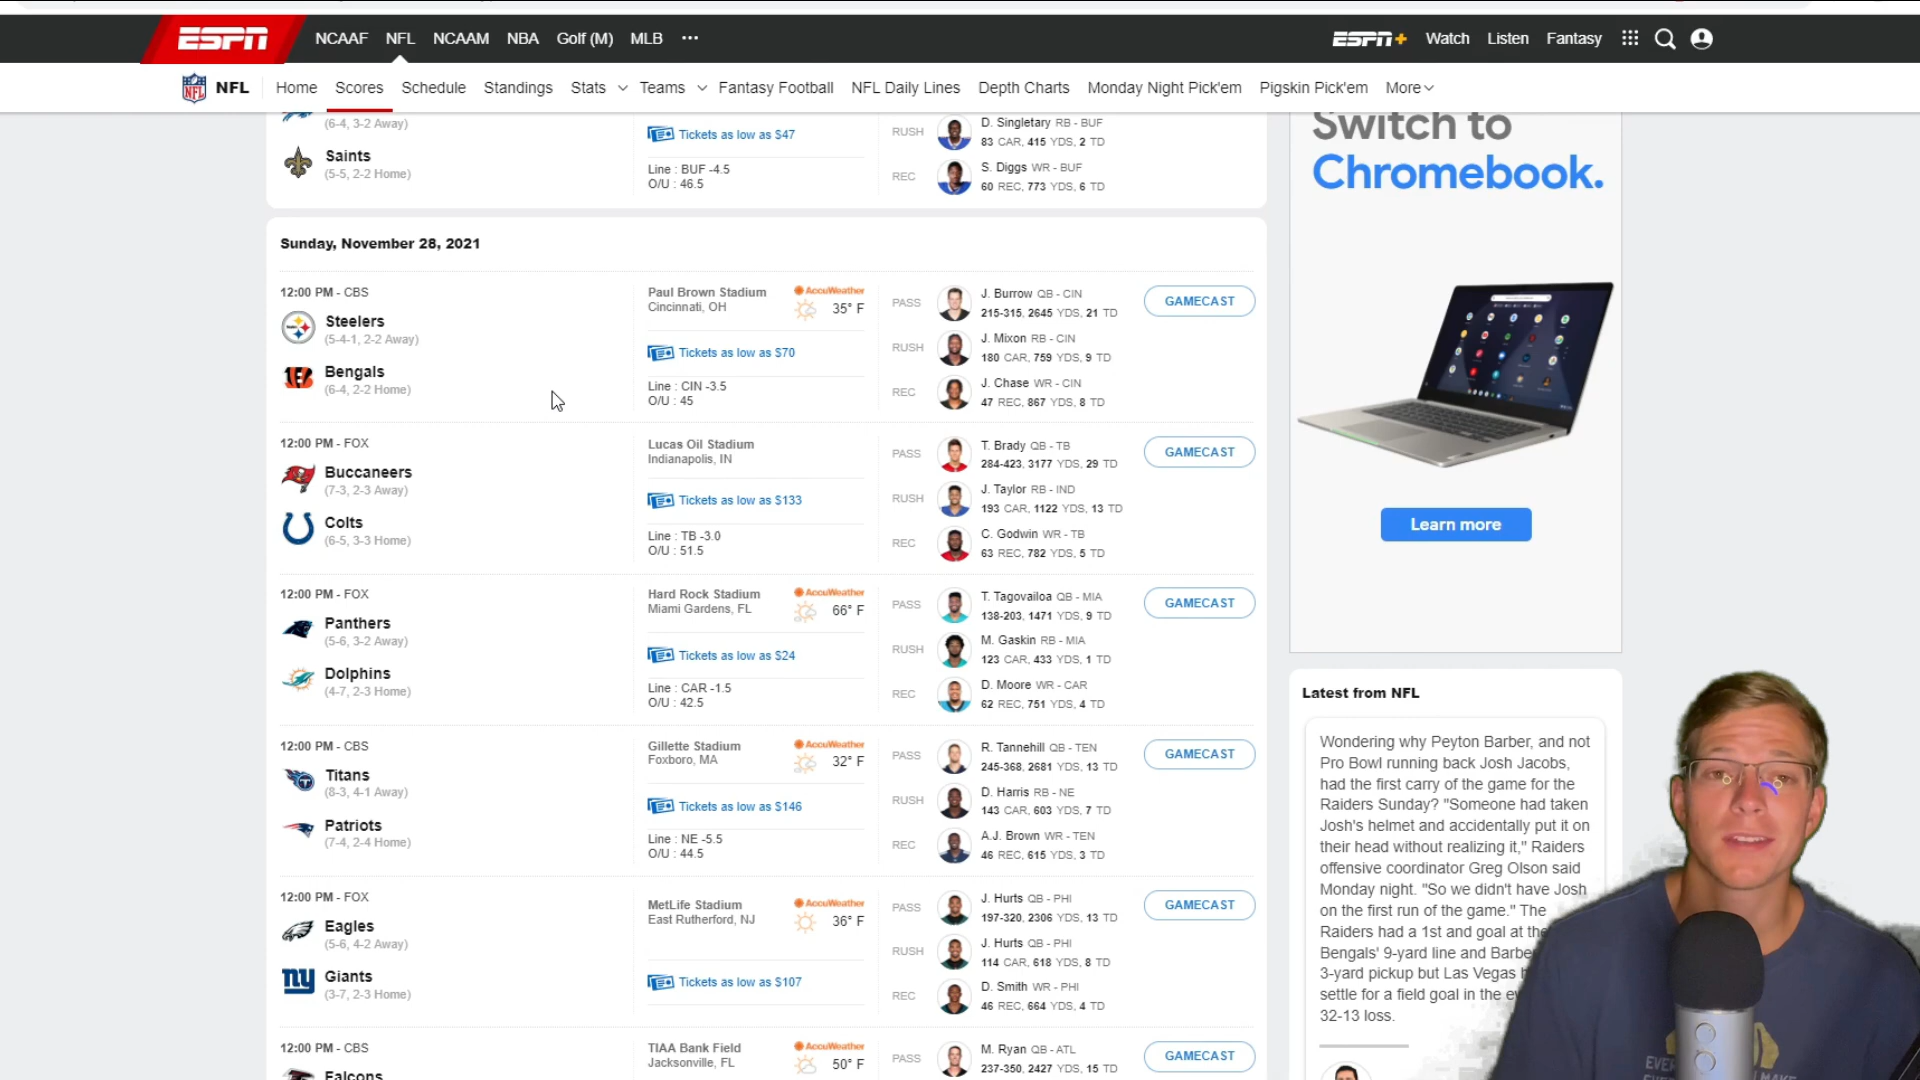 ESPN NCAAF NFL NCAAM NBA Golf (M) MLB ... ESPN+ Watch Listen Fantasy
NFL NFL Home Scores Schedule Standings Stats Teams Fantasy Football NFL Daily Lines Depth Charts Monday Night Pick'em Pigskin Pick'em More
(6-4, 3-2 Away)
Saints
(5-5, 2-2 Home)
Tickets as low as $47
Line : BUF -4.5
O/U : 46.5
RUSH D. Singletary RB - BUF
83 CAR, 415 YDS, 2 TD
REC S. Diggs WR - BUF
60 REC, 773 YDS, 6 TD
Sunday, November 28, 2021
12:00 PM - CBS
Steelers
(5-4-1, 2-2 Away)
Bengals
(6-4, 2-2 Home)
Paul Brown Stadium
Cincinnati, OH
AccuWeather
35° F
Tickets as low as $70
Line : CIN -3.5
O/U : 45
PASS J. Burrow QB - CIN
215-315, 2645 YDS, 21 TD
RUSH J. Mixon RB - CIN
180 CAR, 759 YDS, 9 TD
REC J. Chase WR - CIN
47 REC, 867 YDS, 8 TD
GAMECAST
12:00 PM - FOX
Buccaneers
(7-3, 2-3 Away)
Colts
(6-5, 3-3 Home)
Lucas Oil Stadium
Indianapolis, IN
Tickets as low as $133
Line : TB -3.0
O/U : 51.5
PASS T. Brady QB - TB
284-423, 3177 YDS, 29 TD
RUSH J. Taylor RB - IND
193 CAR, 1122 YDS, 13 TD
REC C. Godwin WR - TB
63 REC, 782 YDS, 5 TD
GAMECAST
12:00 PM - FOX
Panthers
(5-6, 3-2 Away)
Dolphins
(4-7, 2-3 Home)
Hard Rock Stadium
Miami Gardens, FL
AccuWeather
66° F
Tickets as low as $24
Line : CAR -1.5
O/U : 42.5
PASS T. Tagovailoa QB - MIA
138-203, 1471 YDS, 9 TD
RUSH M. Gaskin RB - MIA
123 CAR, 433 YDS, 1 TD
REC D. Moore WR - CAR
62 REC, 751 YDS, 4 TD
GAMECAST
12:00 PM - CBS
Titans
(8-3, 4-1 Away)
Patriots
(7-4, 2-4 Home)
Gillette Stadium
Foxboro, MA
AccuWeather
32° F
Tickets as low as $146
Line : NE -5.5
O/U : 44.5
PASS R. Tannehill QB - TEN
245-368, 2681 YDS, 13 TD
RUSH D. Harris RB - NE
143 CAR, 603 YDS, 7 TD
REC A.J. Brown WR - TEN
46 REC, 615 YDS, 3 TD
GAMECAST
12:00 PM - FOX
Eagles
(5-6, 4-2 Away)
ny Giants
(3-7, 2-3 Home)
MetLife Stadium
East Rutherford, NJ
AccuWeather
36° F
Tickets as low as $107
PASS J. Hurts QB - PHI
197-320, 2306 YDS, 13 TD
RUSH J. Hurts QB - PHI
114 CAR, 618 YDS, 8 TD
REC D. Smith WR - PHI
46 REC, 664 YDS, 4 TD
GAMECAST
12:00 PM - CBS
Falcons
TIAA Bank Field
Jacksonville, FL
AccuWeather
50° F
PASS M. Ryan QB - ATL
237-350, 2427 YDS, 15 TD
GAMECAST
Switch to
Chromebook.
Learn more
Latest from NFL
Wondering why Peyton Barber, and not
Pro Bowl running back Josh Jacobs,
had the first carry of the game for the
Raiders Sunday? "Someone had taken
Josh's helmet and accidentally put it on
their head without realizing it," Raiders
offensive coordinator Greg Olson said
Monday night. "So we didn't have Josh
on the first run of the game." The
Raiders had a 1st and goal at the
Bengals' 9-yard line and
3-yard pickup but Las Vegas
settle for a field goal in the
32-13 loss.